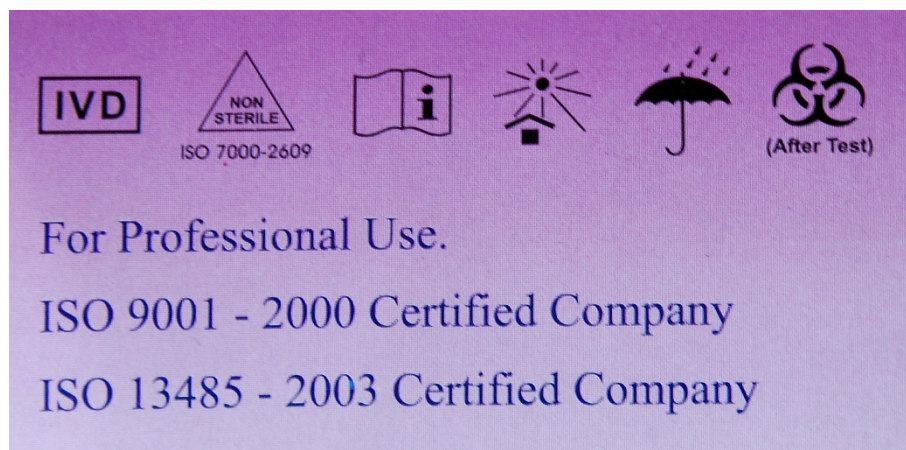 IVD
NON
STERILE
ISO 7000-2609
i
(After Test)
For Professional Use.
ISO 9001 - 2000 Certified Company
ISO 13485 - 2003 Certified Company